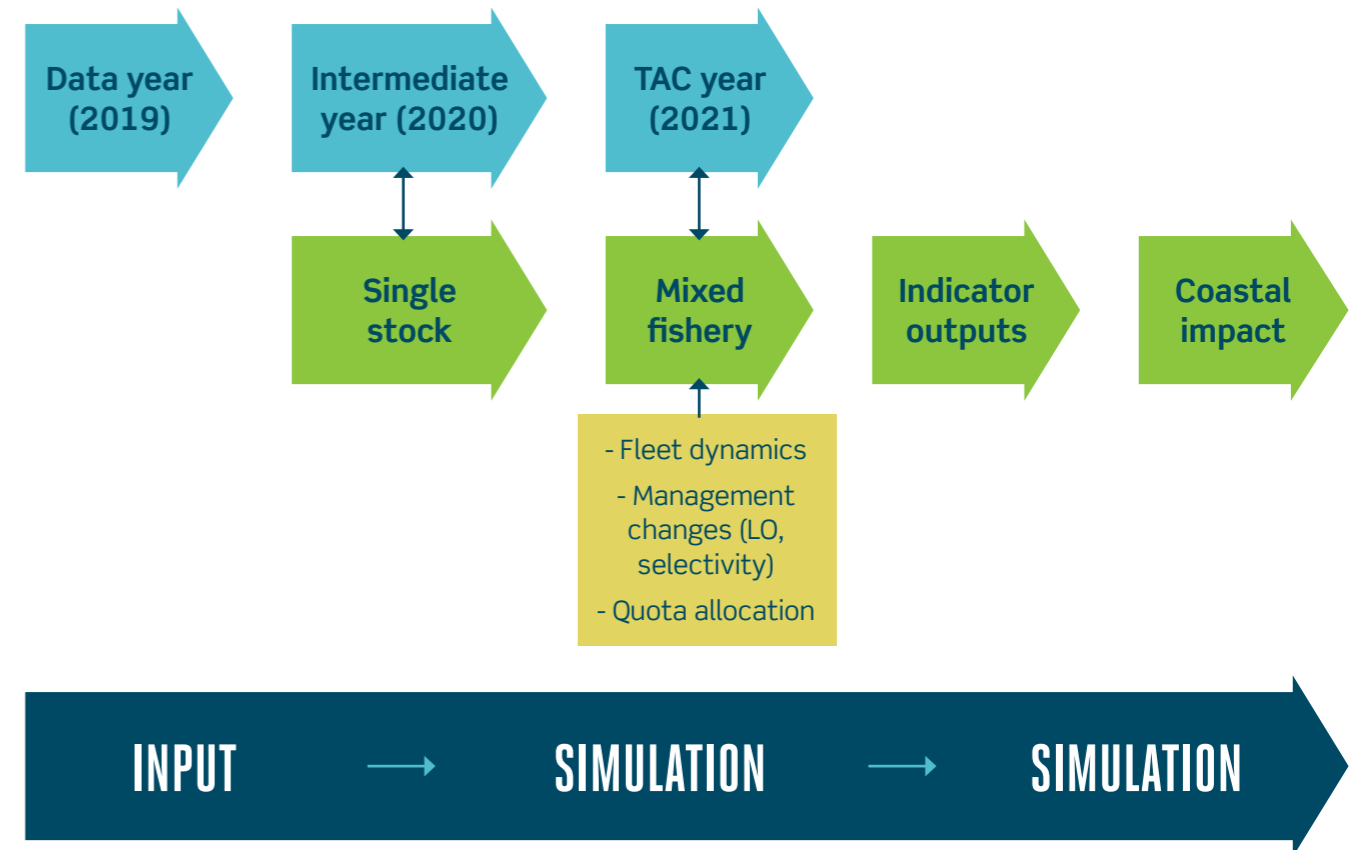 Data year
(2019)
Intermediate
year (2020)
TAC year
(2021)
Single
stock
Mixed
fishery
Indicator
outputs
Coastal
impact
- Fleet dynamics
- Management
changes (LO,
selectivity)
- Quota allocation
INPUT
SIMULATION
SIMULATION